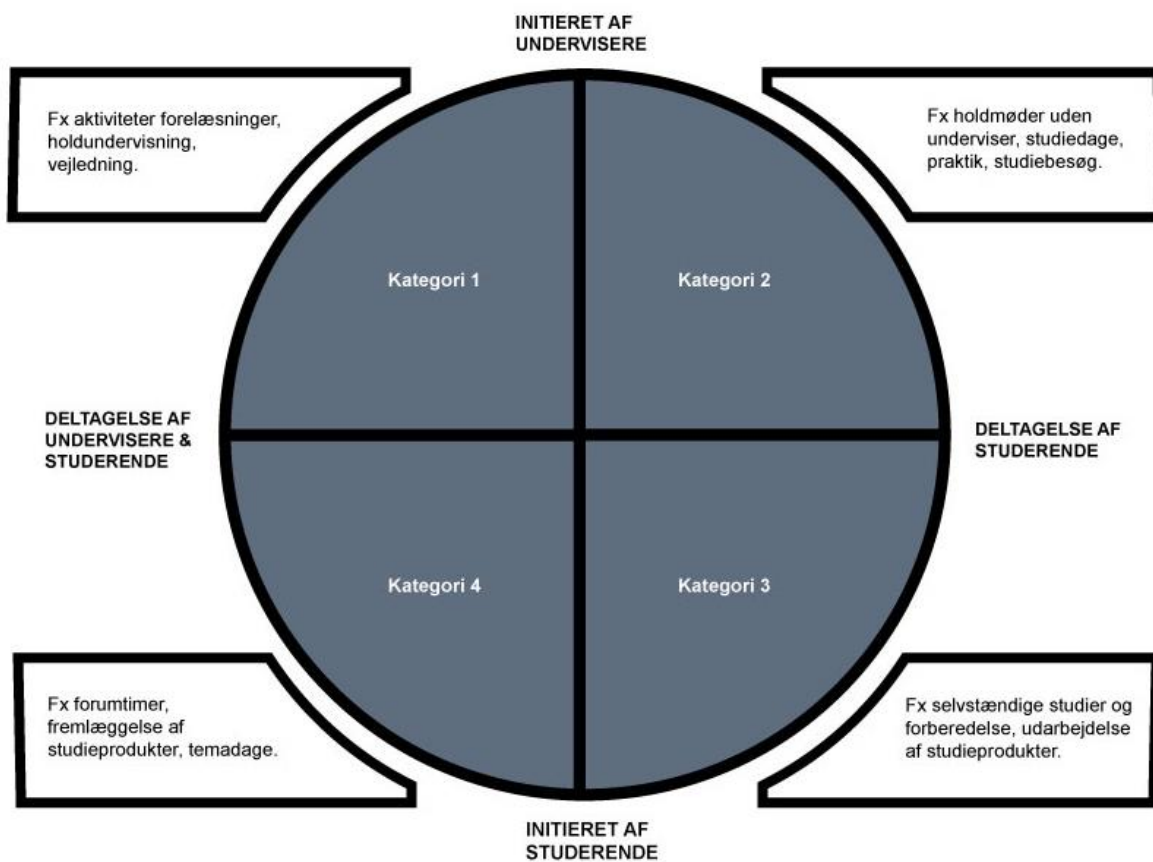 INITIERET AF
UNDERVISERE
Fx aktiviteter forelæsninger,
holdundervisning,
vejledning.
Fx holdmøder uden
underviser, studiedage,
praktik, studiebesøg.
Kategori 1
Kategori 2
DELTAGELSE AF
UNDERVISERE &
STUDERENDE
DELTAGELSE AF
STUDERENDE
Kategori 4
Kategori 3
Fx forumtimer,
fremlæggelse af
studieprodukter, temadage.
Fx selvstændige studier og
forberedelse, udarbejdelse
af studieprodukter.
INITIERET AF
STUDERENDE